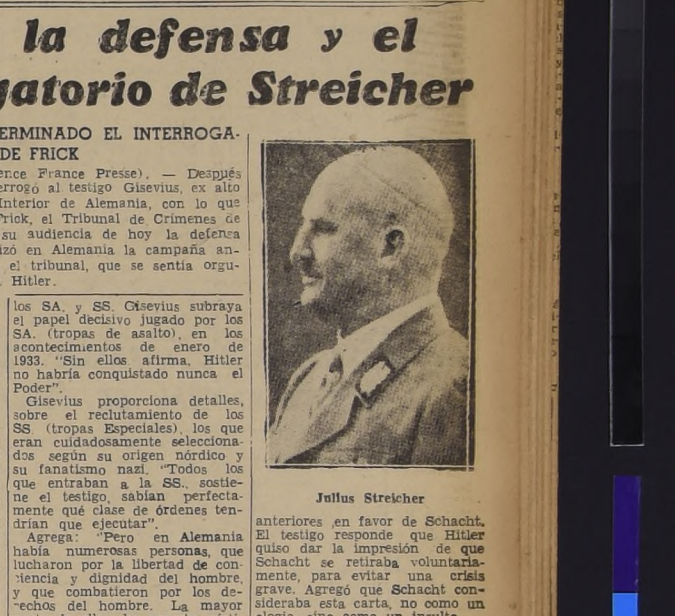 la defensa y el
gatorio de Streicher
ERMINADO EL INTERROGA-
DE FRICK
ence France Presse). — Después
errogó al testigo Gisevius, ex alto
Interior de Alemania, con lo que
Frick, el Tribunal de Crímenes de
su audiencia de hoy la defensa
izó en Alemania la campaña an-
el tribunal, que se sentía orgu-
Hitler.
los SA. y SS. Gisevius subraya
el papel decisivo jugado por los
SA. (tropas de asalto), en los
acontecimientos de enero de
1933. "Sin ellos afirma, Hitler
no habría conquistado nunca el
Poder".
Gisevius proporciona detalles,
sobre el reclutamiento de los
SS (tropas Especiales), los que
eran cuidadosamente selecciona-
dos según su origen nórdico y
su fanatismo nazi. "Todos los
que entraban a la SS., sostie-
ne el testigo, sabían perfecta-
mente qué clase de órdenes ten-
drían que ejecutar".
Agrega: "Pero en Alemania
había numerosas personas, que
lucharon por la libertad de con-
ciencia y dignidad del hombre,
y que combatieron por los de-
rechos del hombre. La mayor
Julius Streicher
anteriores ,en favor de Schacht.
El testigo responde que Hitler
quiso dar la impresión de que
Schacht se retiraba voluntaria-
mente, para evitar una crisis
grave. Agregó que Schacht con-
sideraba esta carta, no como un